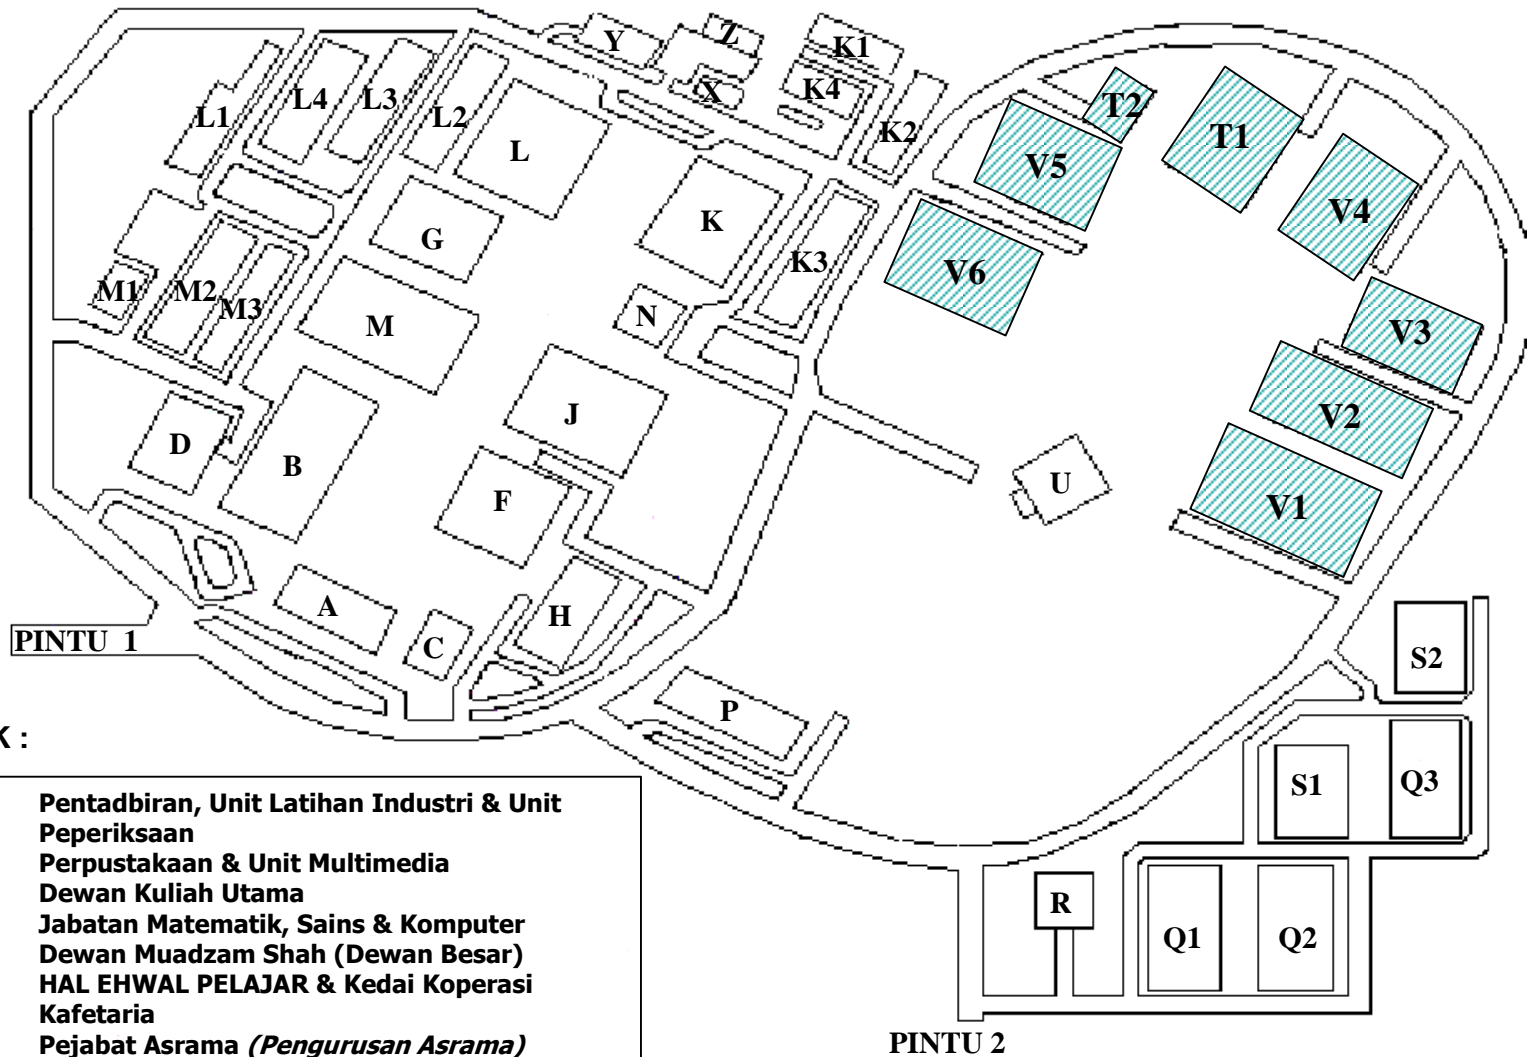 Y
Z
K1
L4
L3
L1
L2
X
K4
K2
T2
T1
L
V5
V4
K
G
K3
V6
M1
M2
M3
M
N
V3
J
V2
D
B
F
U
V1
A
H
C
PINTU 1
S2
P
K :
S1
Q3
R
Q1
Q2
PINTU 2
Pentadbiran, Unit Latihan Industri & Unit
Peperiksaan
Perpustakaan & Unit Multimedia
Dewan Kuliah Utama
Jabatan Matematik, Sains & Komputer
Dewan Muadzam Shah (Dewan Besar)
HAL EHWAL PELAJAR & Kedai Koperasi
Kafetaria
Pejabat Asrama (Pengurusan Asrama)